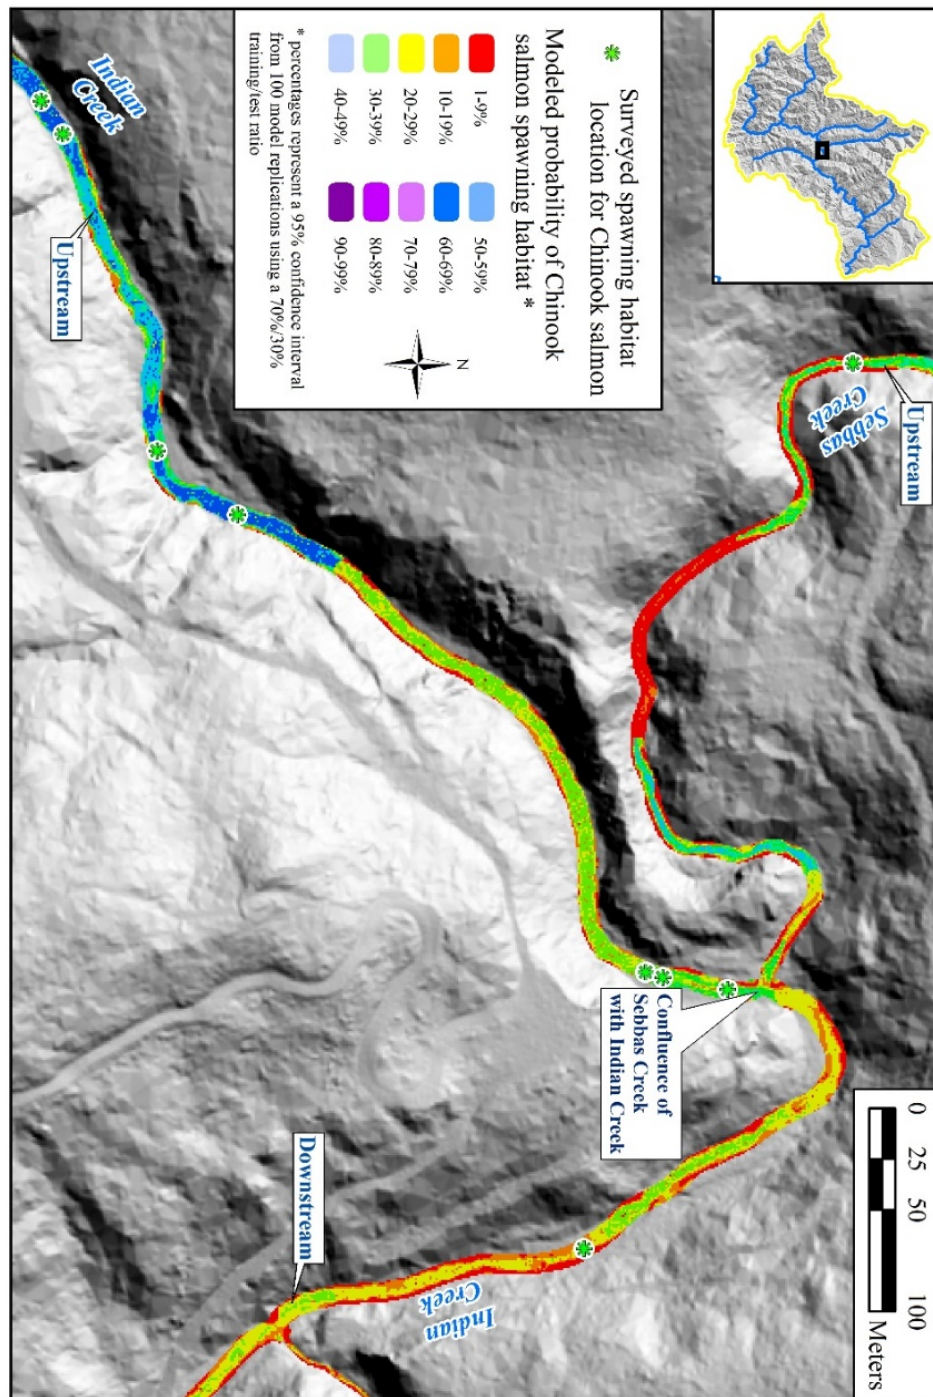 Surveyed spawning habitat
location for Chinook salmon
Modeled probability of Chinook
salmon spawning habitat *
1-9%
10-19%
20-29%
30-39%
40-49%
50-59%
60-69%
70-79%
80-89%
90-99%
N
* percentages represent a 95% confidence interval
from 100 model replications using a 70%/30%
training/test ratio
Upstream
Sebbas
Creek
Indian
Creek
Upstream
Confluence of
Sebbas Creek
with Indian Creek
Downstream
Indian
Creek
0 25 50 100
Meters